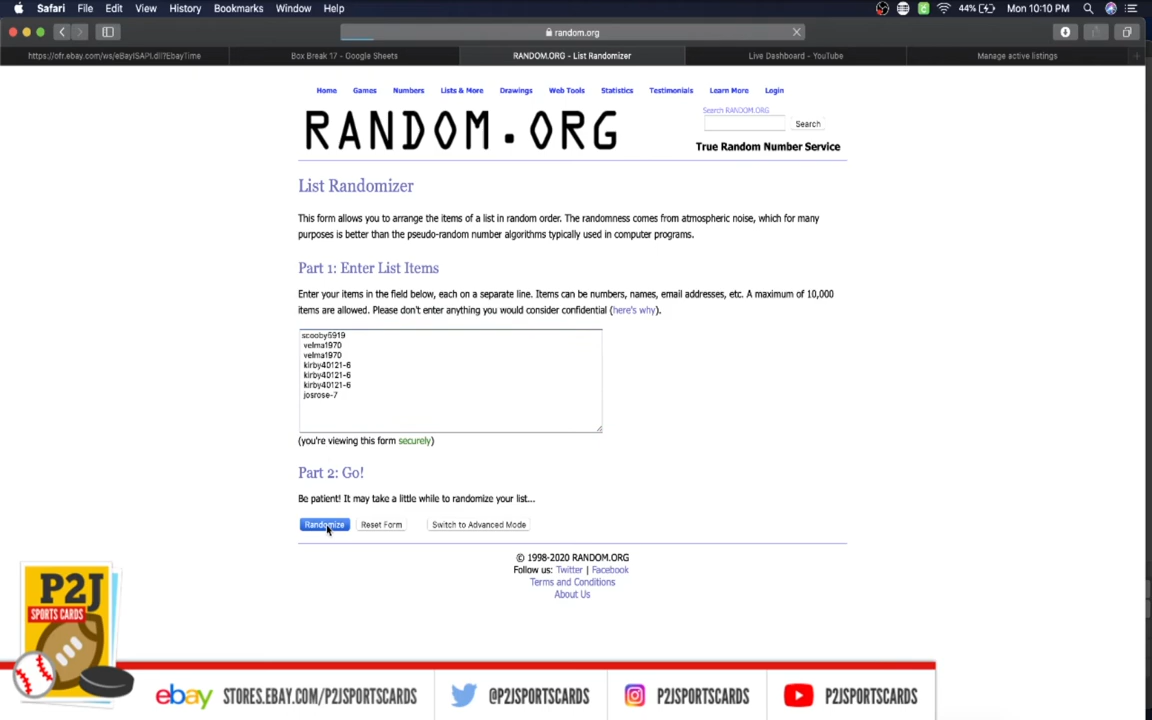 Safari File Edit View History Bookmarks Window Help 44% Mon 10:10 PM
random.org
https://ofr.ebay.com/ws/eBayISAPI.dll?EbayTime Box Break 17 - Google Sheets RANDOM.ORG - List Randomizer Live Dashboard - YouTube Manage active listings
Home Games Numbers Lists & More Drawings Web Tools Statistics Testimonials Learn More Login
RANDOM.ORG
Search RANDOM.ORG
Search
True Random Number Service
List Randomizer
This form allows you to arrange the items of a list in random order. The randomness comes from atmospheric noise, which for many
purposes is better than the pseudo-random number algorithms typically used in computer programs.
Part 1: Enter List Items
Enter your items in the field below, each on a separate line. Items can be numbers, names, email addresses, etc. A maximum of 10,000
items are allowed. Please don't enter anything you would consider confidential (here's why).
scooby5919
velma1970
velma1970
kirby40121-6
kirby40121-6
kirby40121-6
josrose-7
(you're viewing this form securely)
Part 2: Go!
Be patient! It may take a little while to randomize your list...
Randomize Reset Form Switch to Advanced Mode
© 1998-2020 RANDOM.ORG
Follow us: Twitter | Facebook
Terms and Conditions
About Us
P2J
SPORTS CARDS
ebay STORES.EBAY.COM/P2JSPORTSCARDS @P2JSPORTSCARDS P2JSPORTSCARDS P2JSPORTSCARDS